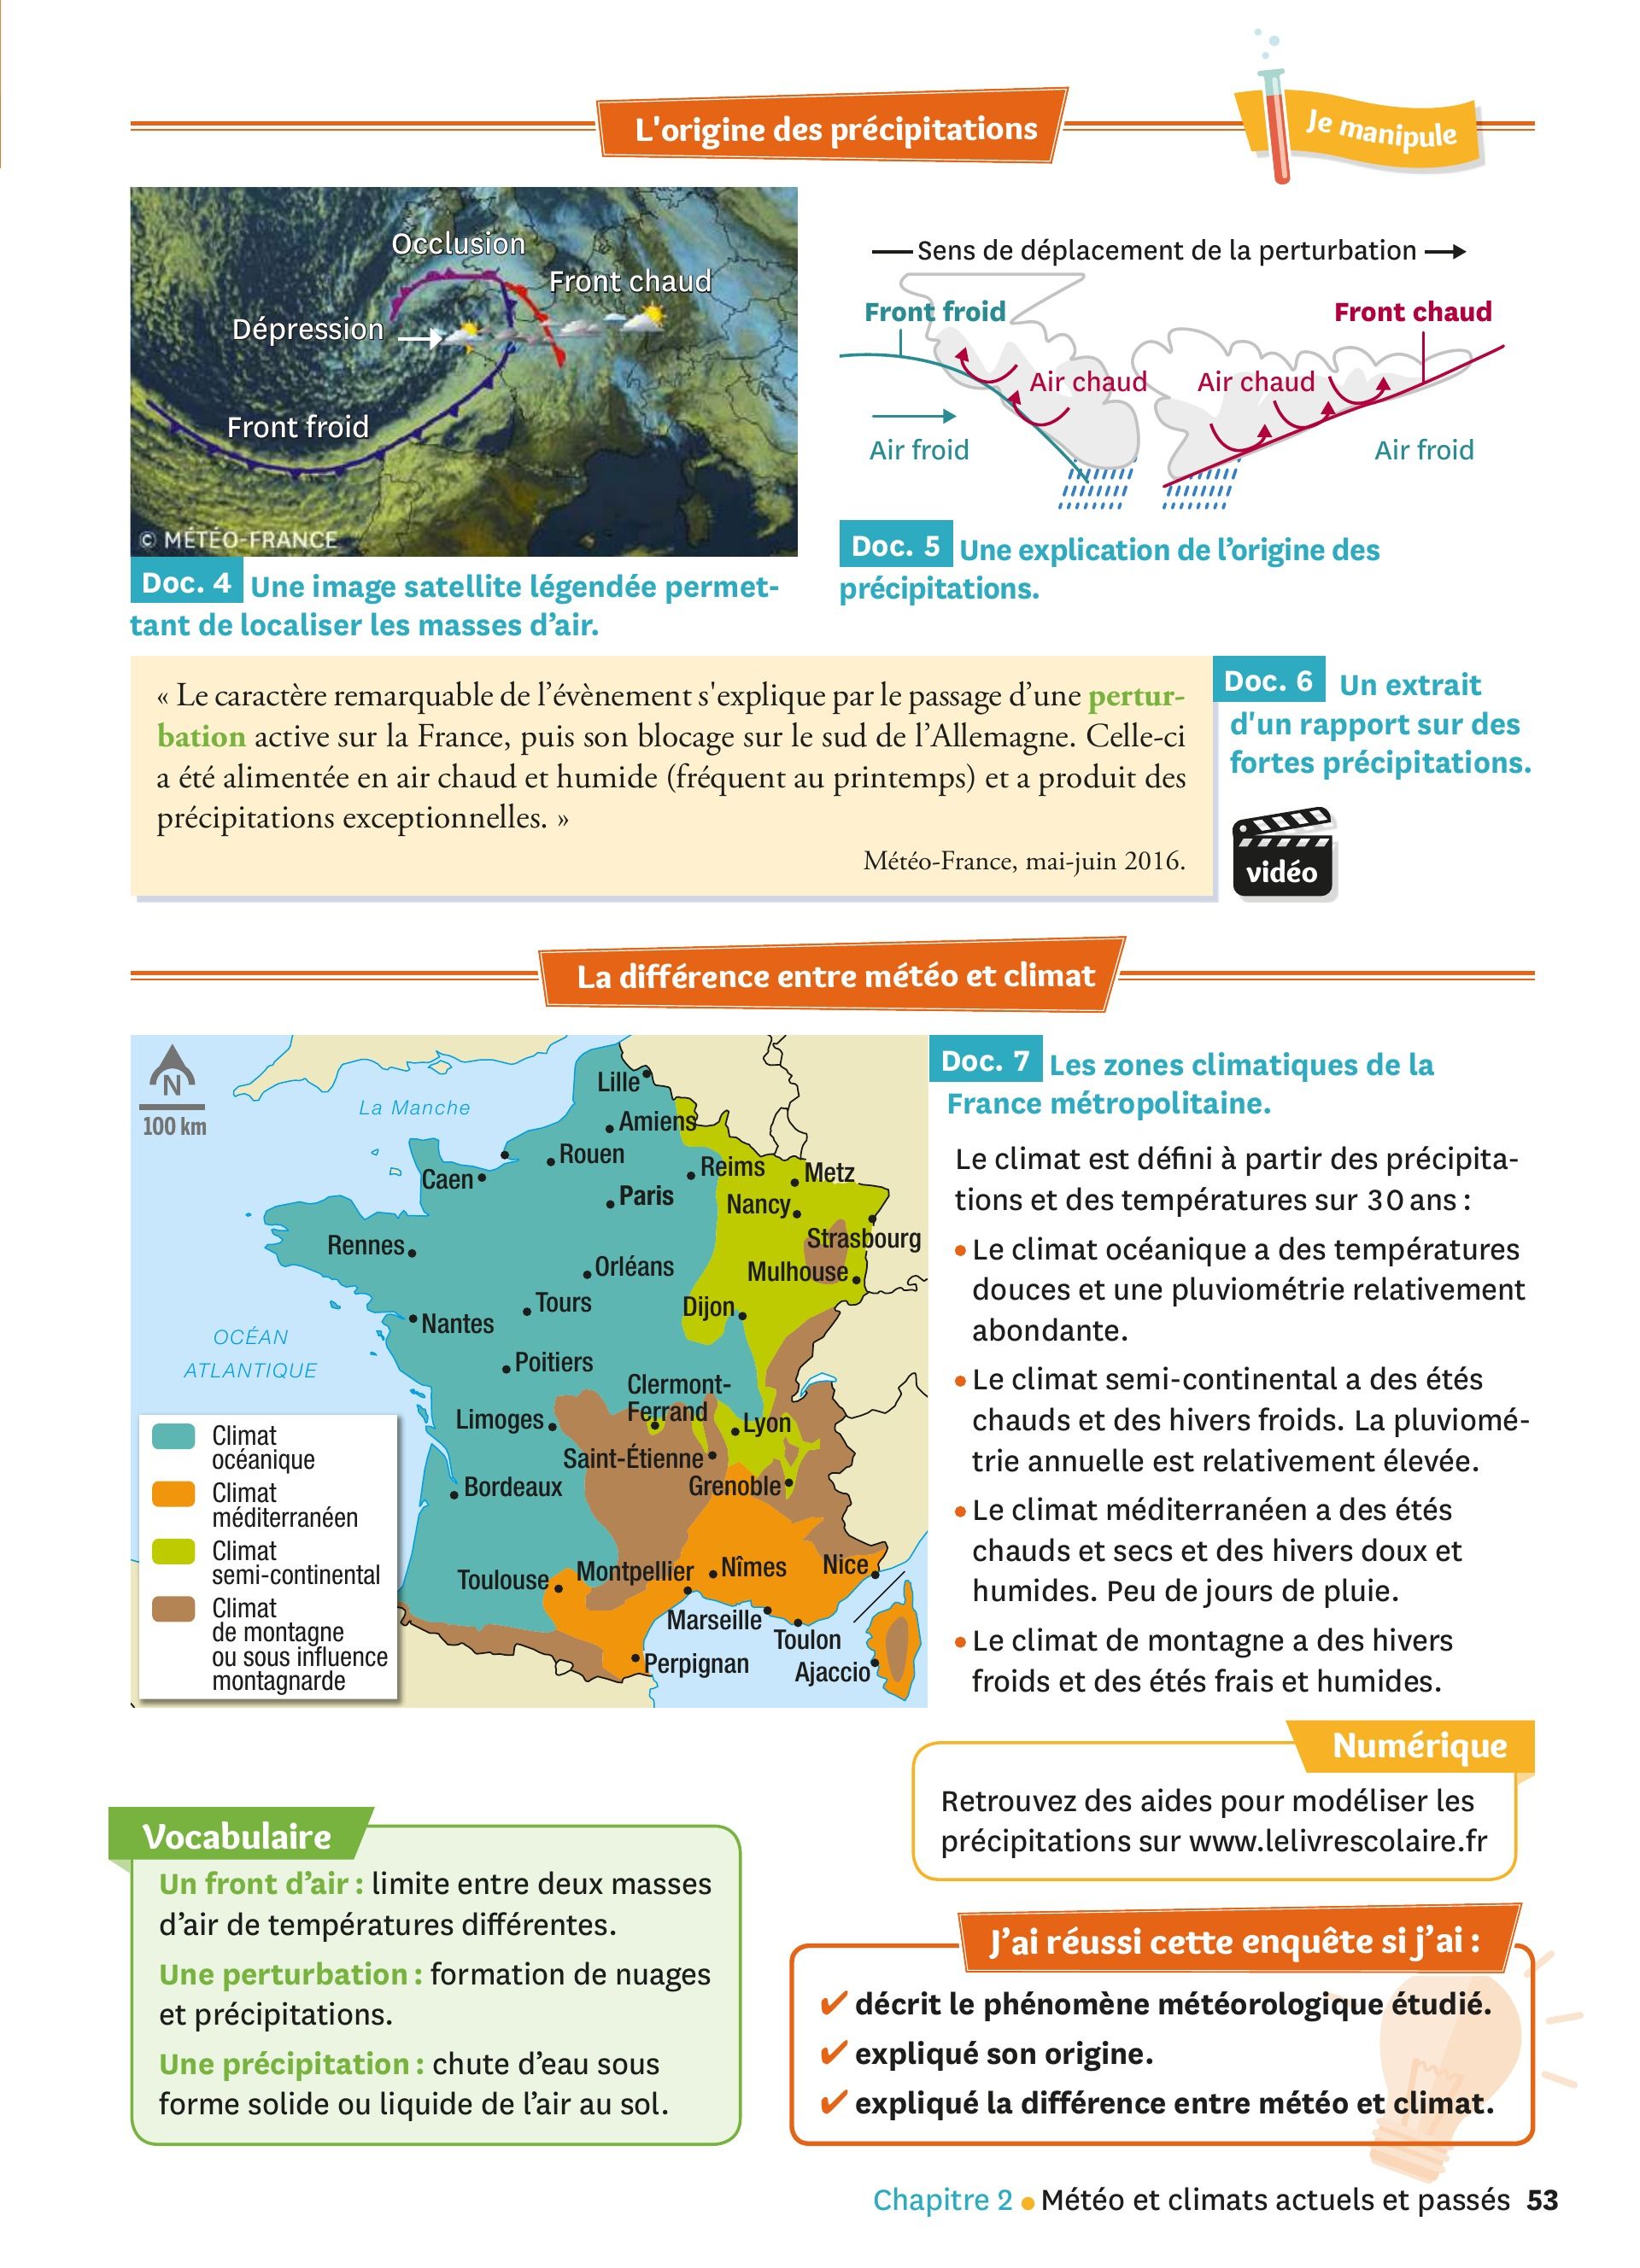 L'origine des précipitations
Je manipule
Occlusion
Front chaud
Dépression
Front froid
© MÉTÉO-FRANCE
Doc. 4 Une image satellite légendée permet-
tant de localiser les masses d'air.
Sens de déplacement de la perturbation
Front froid
Front chaud
Air chaud
Air chaud
Air froid
Air froid
Doc. 5 Une explication de l'origine des
précipitations.
« Le caractère remarquable de l'évènement s'explique par le passage d'une pertur-
bation active sur la France, puis son blocage sur le sud de l'Allemagne. Celle-ci
a été alimentée en air chaud et humide (fréquent au printemps) et a produit des
précipitations exceptionnelles. »
Météo-France, mai-juin 2016.
Doc. 6 Un extrait
d'un rapport sur des
fortes précipitations.
vidéo
La différence entre météo et climat
N
100 km
La Manche
OCÉAN
ATLANTIQUE
Lille
Amiens
Rouen
Caen
Reims
Metz
Paris
Nancy
Strasbourg
Rennes
Orléans
Mulhouse
Tours
Dijon
Nantes
Poitiers
Clermont-
Ferrand
Limoges
Lyon
Saint-Étienne
Grenoble
Bordeaux
Toulouse
Montpellier
Nîmes
Nice
Marseille
Toulon
Perpignan
Ajaccio
Climat
océanique
Climat
méditerranéen
Climat
semi-continental
Climat
de montagne
ou sous influence
montagnarde
Doc. 7 Les zones climatiques de la
France métropolitaine.
Le climat est défini à partir des précipita-
tions et des températures sur 30 ans :
• Le climat océanique a des températures
douces et une pluviométrie relativement
abondante.
• Le climat semi-continental a des étés
chauds et des hivers froids. La pluviomé-
trie annuelle est relativement élevée.
• Le climat méditerranéen a des étés
chauds et secs et des hivers doux et
humides. Peu de jours de pluie.
• Le climat de montagne a des hivers
froids et des étés frais et humides.
Numérique
Retrouvez des aides pour modéliser les
précipitations sur www.lelivrescolaire.fr
Vocabulaire
Un front d'air : limite entre deux masses
d'air de températures différentes.
Une perturbation : formation de nuages
et précipitations.
Une précipitation : chute d'eau sous
forme solide ou liquide de l'air au sol.
J'ai réussi cette enquête si j'ai :
✔ décrit le phénomène météorologique étudié.
✔ expliqué son origine.
✔ expliqué la différence entre météo et climat.
Chapitre 2 • Météo et climats actuels et passés 53